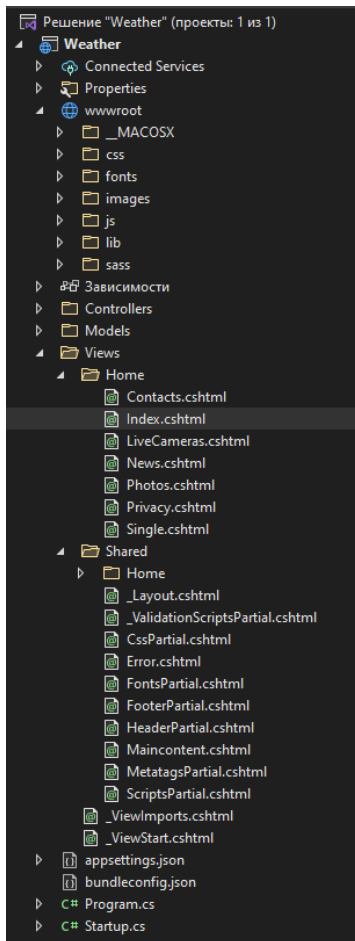 Решение "Weather" (проекты: 1 из 1)
Weather
Connected Services
Properties
wwwroot
__MACOSX
css
fonts
images
js
lib
sass
Зависимости
Controllers
Models
Views
Home
Contacts.cshtml
Index.cshtml
LiveCameras.cshtml
News.cshtml
Photos.cshtml
Privacy.cshtml
Single.cshtml
Shared
Home
_Layout.cshtml
_ValidationScriptsPartial.cshtml
CssPartial.cshtml
Error.cshtml
FontsPartial.cshtml
FooterPartial.cshtml
HeaderPartial.cshtml
Maincontent.cshtml
MetatagsPartial.cshtml
ScriptsPartial.cshtml
_ViewImports.cshtml
_ViewStart.cshtml
appsettings.json
bundleconfig.json
C# Program.cs
C# Startup.cs